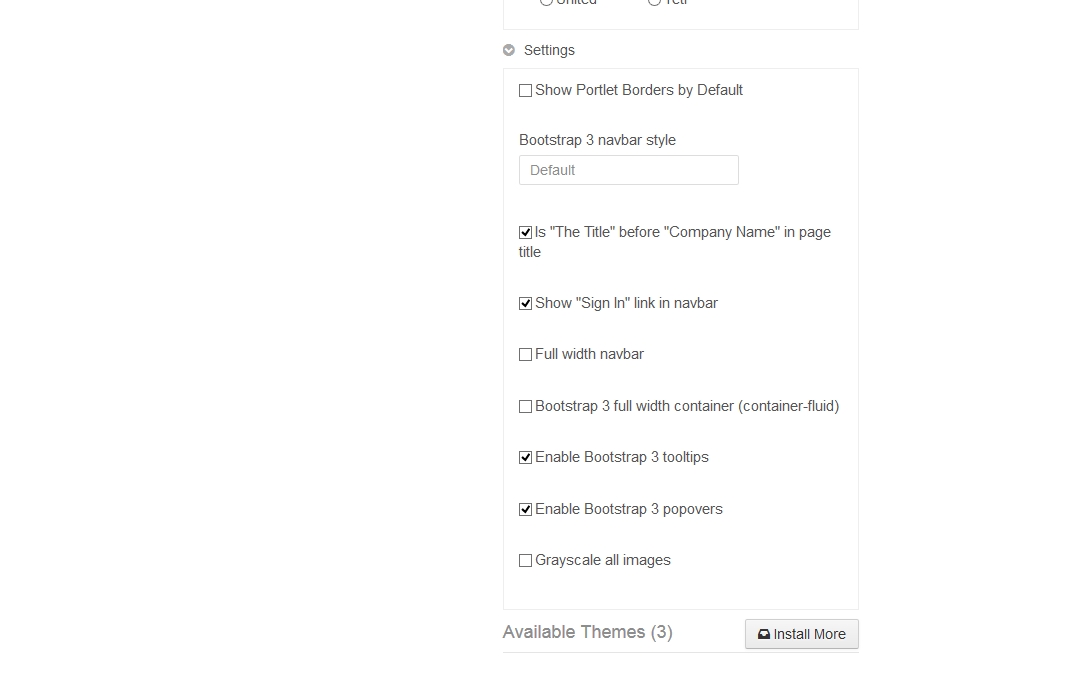 United Yeti
Settings
Show Portlet Borders by Default
Bootstrap 3 navbar style
Default
Is "The Title" before "Company Name" in page
title
Show "Sign In" link in navbar
Full width navbar
Bootstrap 3 full width container (container-fluid)
Enable Bootstrap 3 tooltips
Enable Bootstrap 3 popovers
Grayscale all images
Available Themes (3) Install More